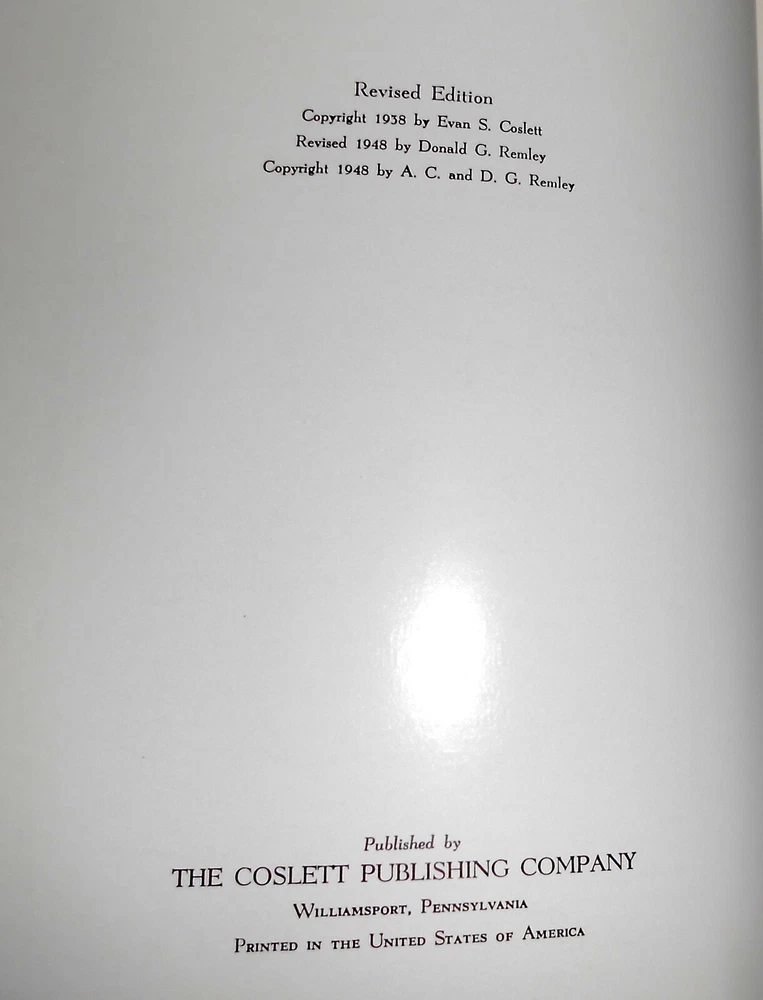 Revised Edition
Copyright 1938 by Evan S. Coslett
Revised 1948 by Donald G. Remley
Copyright 1948 by A. C. and D. G. Remley
Published by
THE COSLETT PUBLISHING COMPANY
Williamsport, Pennsylvania
Printed in the United States of America